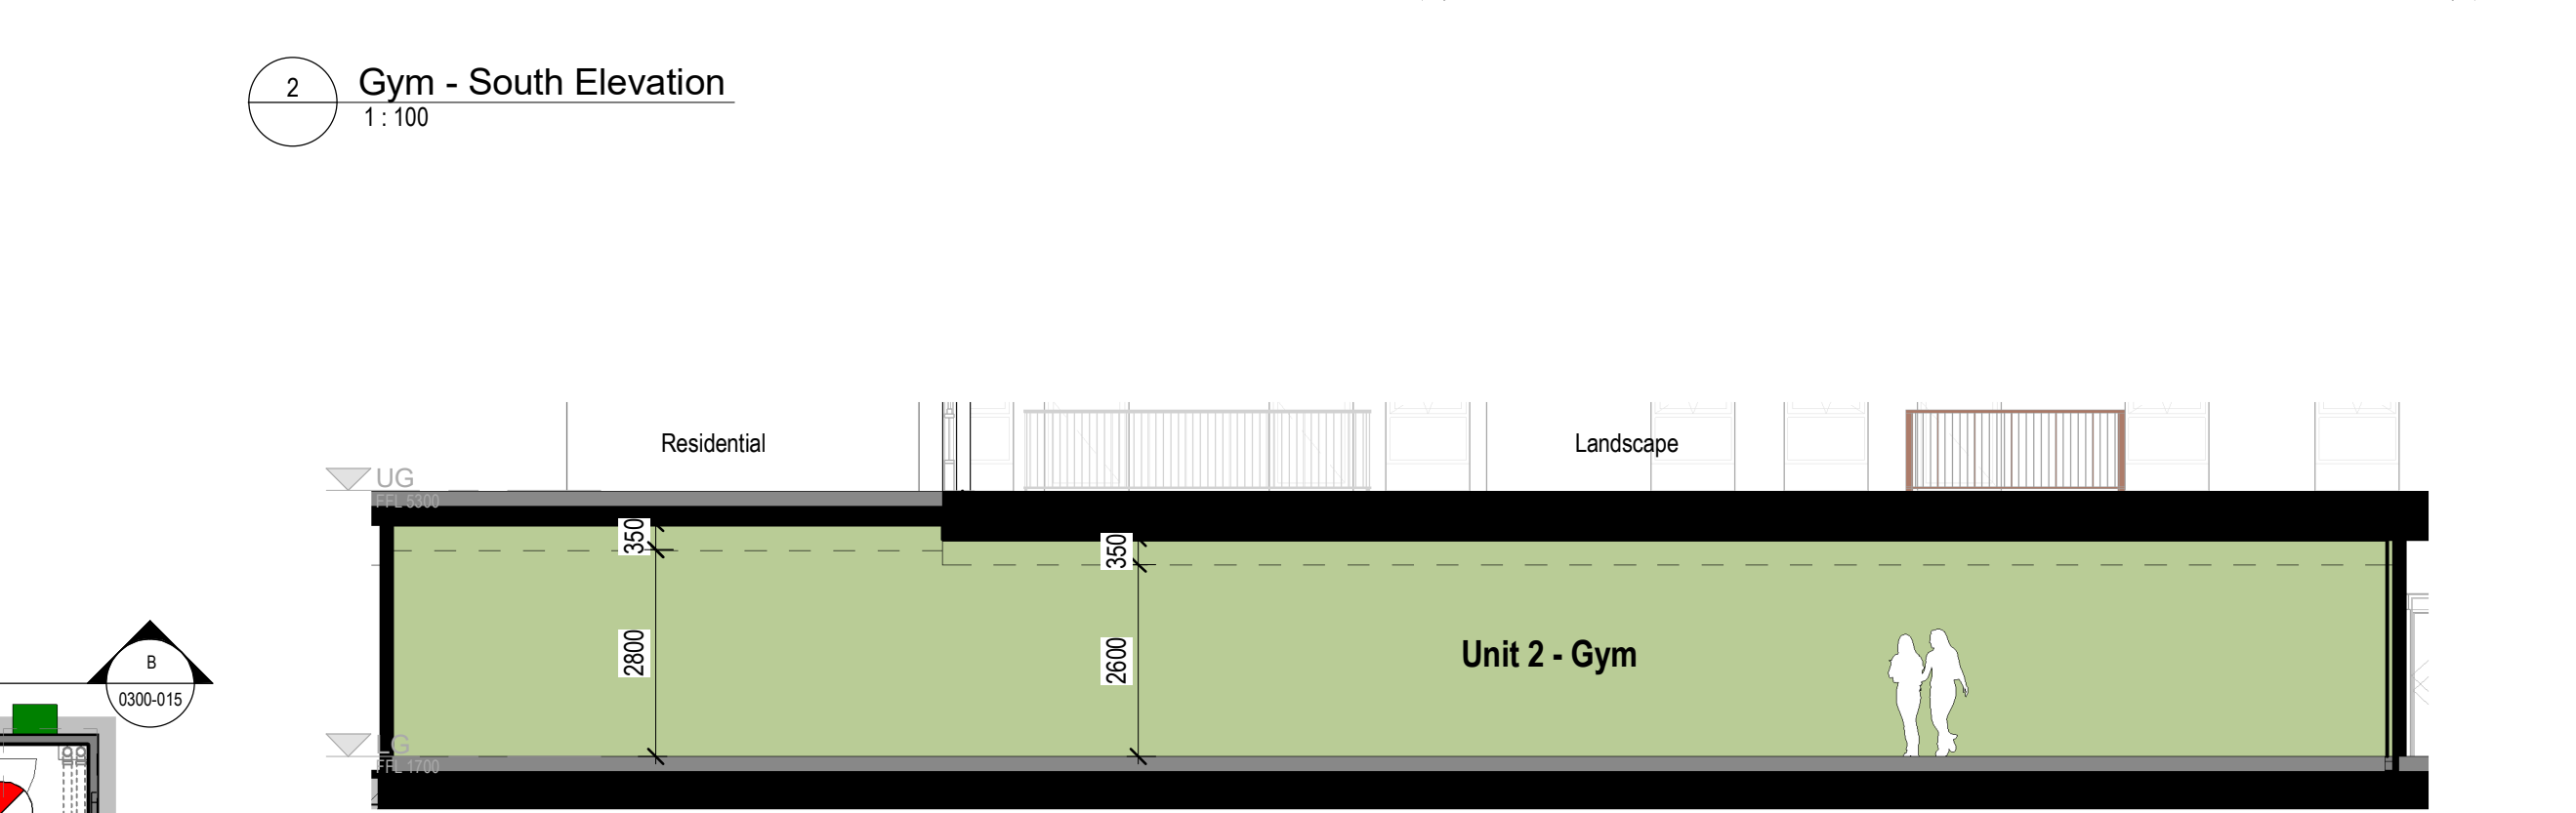 2
Gym - South Elevation
1 : 100
Residential
Landscape
UG
FFL 5300
350
350
2800
2600
Unit 2 - Gym
B
0300-015
LG
FFL 1700